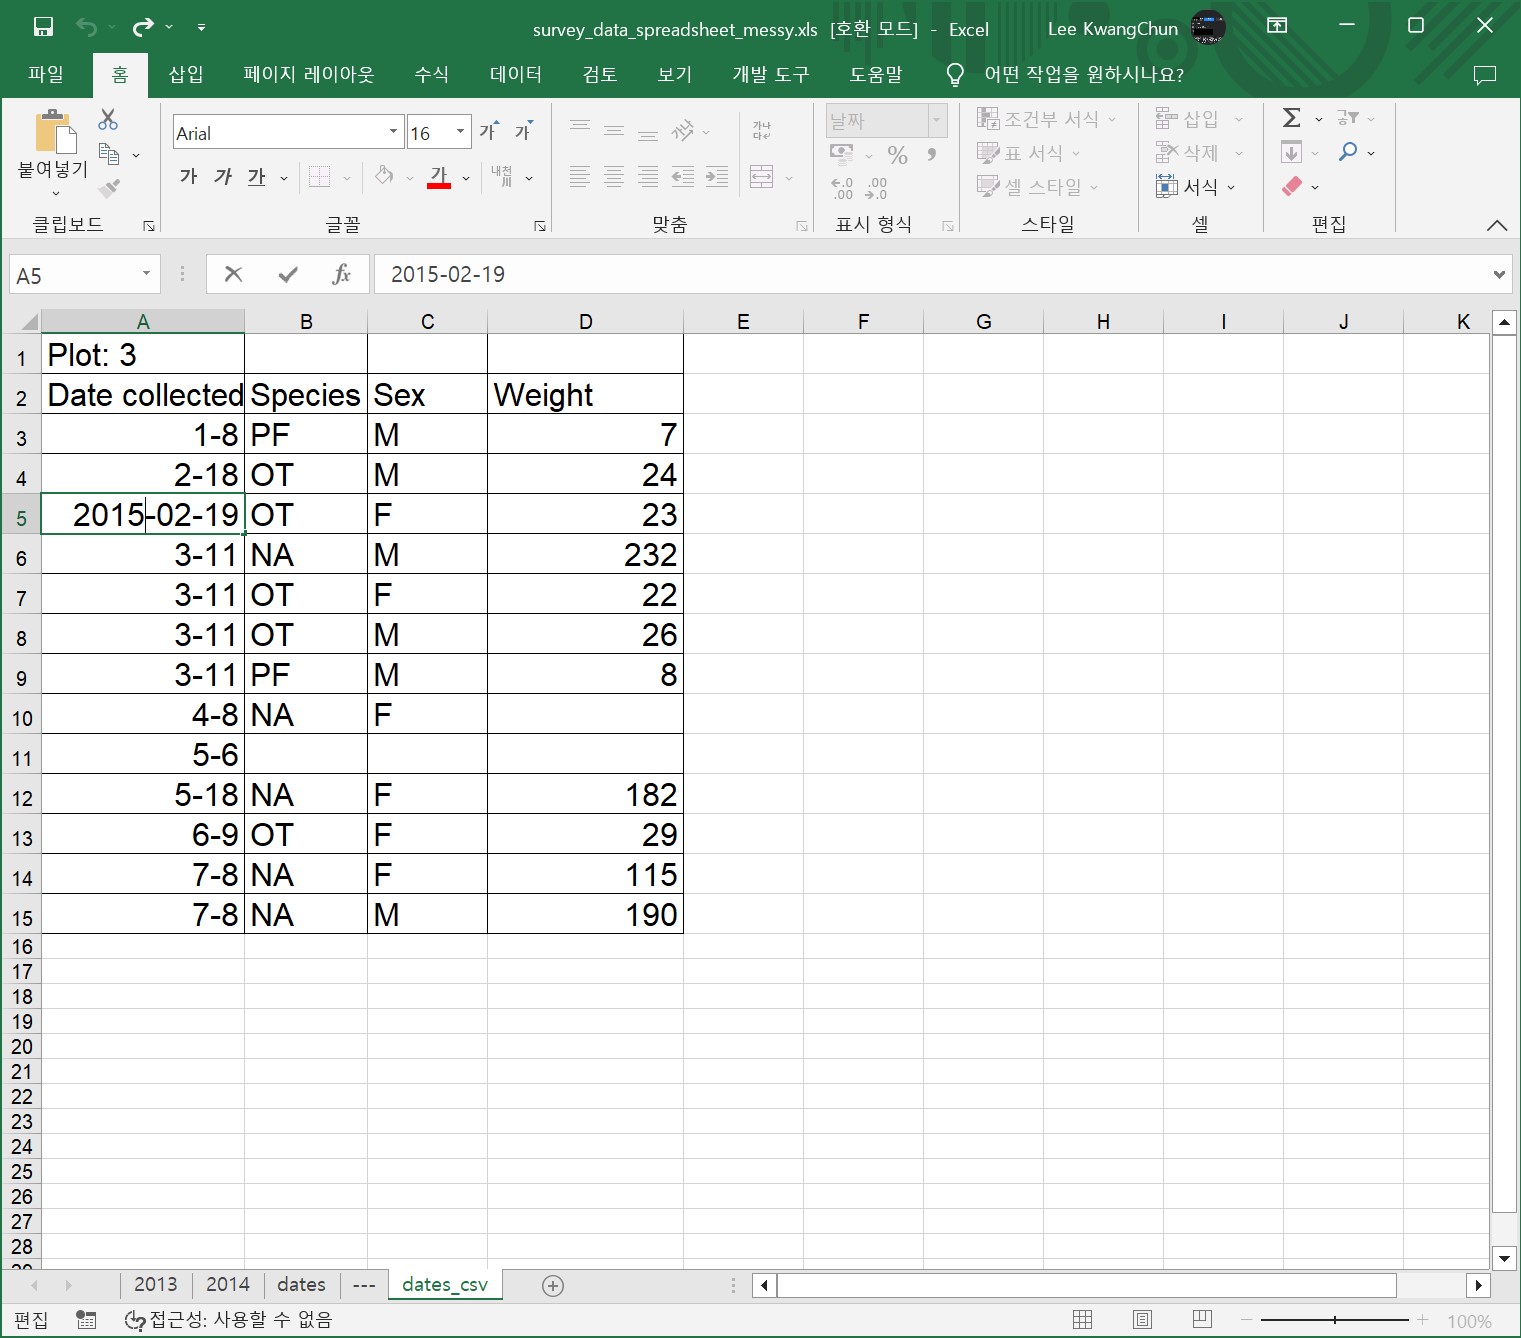 survey_data_spreadsheet_messy.xls [호환 모드] - Excel
Lee KwangChun
파일 홈 삽입 페이지 레이아웃 수식 데이터 검토 보기 개발 도구 도움말 어떤 작업을 원하시나요?
Arial 16 가 가 가나 다 날짜 조건부 서식 삽입 Σ
붙여넣기 % 표 서식 삭제
가 가 가 가 내천 .00 .00 셀 스타일 서식
클립보드 글꼴 맞춤 표시 형식 스타일 셀 편집
A5 fx 2015-02-19
A B C D E F G H I J K
1 Plot: 3
2 Date collected Species Sex Weight
3 1-8 PF M 7
4 2-18 OT M 24
5 2015-02-19 OT F 23
6 3-11 NA M 232
7 3-11 OT F 22
8 3-11 OT M 26
9 3-11 PF M 8
10 4-8 NA F
11 5-6
12 5-18 NA F 182
13 6-9 OT F 29
14 7-8 NA F 115
15 7-8 NA M 190
16
17
18
19
20
21
22
23
24
25
26
27
28
2013 2014 dates --- dates_csv
편집 접근성: 사용할 수 없음 100%